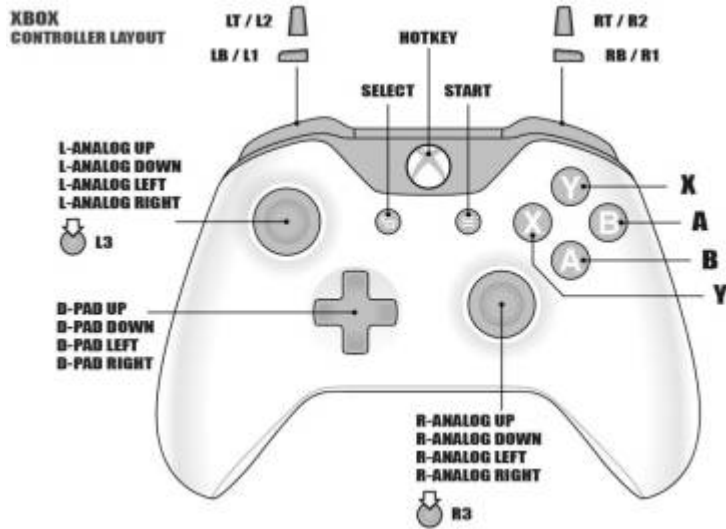 XBOX
CONTROLLER LAYOUT
LT / L2
LB / L1
HOTKEY
RT / R2
RB / R1
SELECT
START
L-ANALOG UP
L-ANALOG DOWN
L-ANALOG LEFT
L-ANALOG RIGHT
L3
Y
X
B
A
X
A
B
Y
D-PAD UP
D-PAD DOWN
D-PAD LEFT
D-PAD RIGHT
R-ANALOG UP
R-ANALOG DOWN
R-ANALOG LEFT
R-ANALOG RIGHT
R3